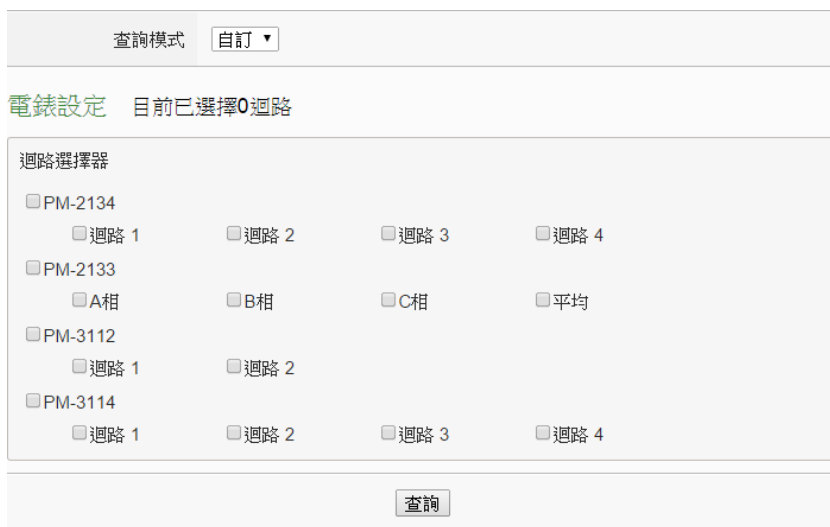 查詢模式 自訂
電錶設定 目前已選擇0迴路
迴路選擇器
PM-2134
迴路 1 迴路 2 迴路 3 迴路 4
PM-2133
A相 B相 C相 平均
PM-3112
迴路 1 迴路 2
PM-3114
迴路 1 迴路 2 迴路 3 迴路 4
查詢